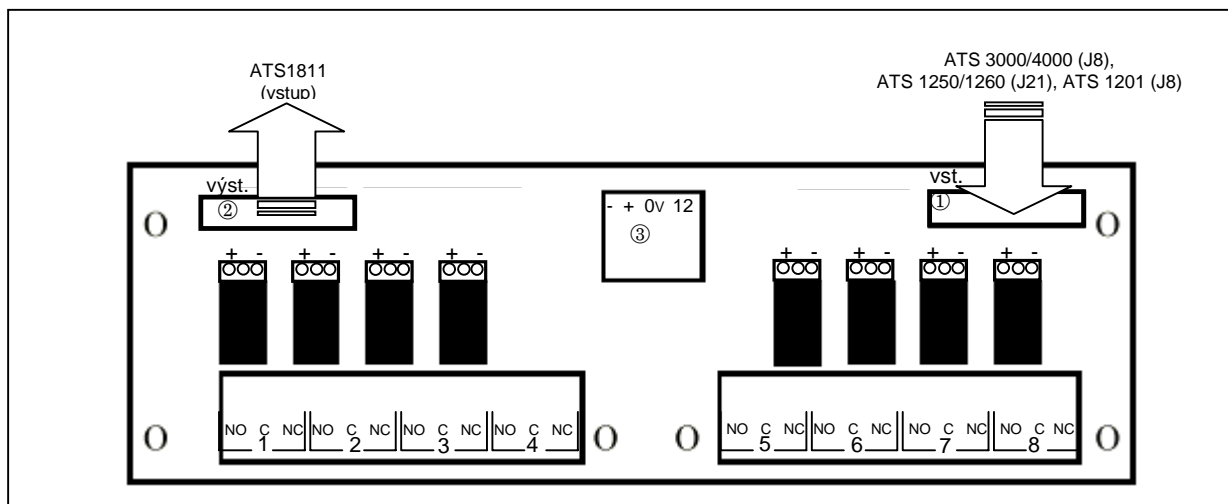 ATS1811
(vstup)
ATS 3000/4000 (J8),
ATS 1250/1260 (J21), ATS 1201 (J8)
výst.
②
- + 0V 12
③
vst.
①
+ - + - + - + -
+ - + - + - + -
NO C NC NO C NC NO C NC NO C NC
1 2 3 4
NO C NC NO C NC NO C NC NO C NC
5 6 7 8